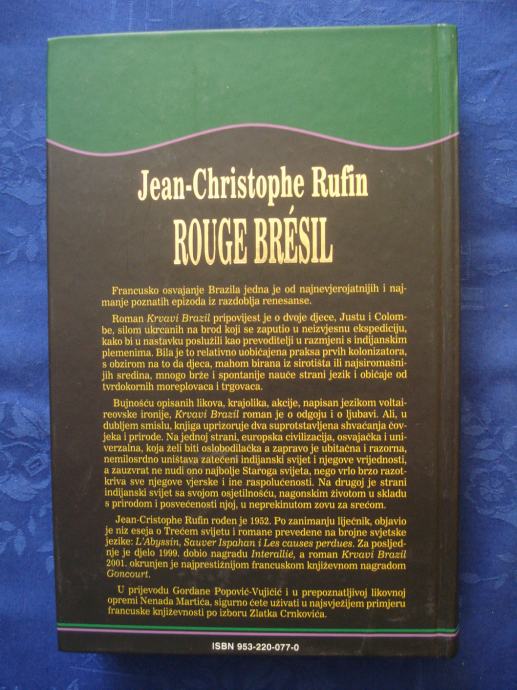 Jean-Christophe Rufin
ROUGE BRÉSIL
Francusko osvajanje Brazila jedna je od najnevjerojatnijih i naj-
manje poznatih epizoda iz razdoblja renesanse.
Roman Krvavi Brazil pripovijest je o dvoje djece, Justu i Colom-
be, silom ukrcanih na brod koji se zaputio u neizvjesnu ekspediciju,
kako bi u nastavku poslužili kao prevoditelji u razmjeni s indijanskim
plemenima. Bila je to relativno uobičajena praksa prvih kolonizatora,
s obzirom na to da djeca, mahom birana iz sirotišta ili najsiromašni-
jih sredina, mnogo brže i spontanije nauče strani jezik i običaje od
tvrdokornih moreplovaca i trgovaca.
Bujnošću opisanih likova, krajolika, akcije, napisan jezikom voltai-
reovske ironije, Krvavi Brazil roman je o odgoju i o ljubavi. Ali, u
dubljem smislu, knjiga uprizoruje dva suprotstavljena shvaćanja čov-
jeka i prirode. Na jednoj strani, europska civilizacija, osvajačka i uni-
verzalna, koja želi biti osloboditeljska a zapravo je ubitačna i razorna,
nemilosrdno uništava zatečeni indijanski svijet i njegove vrijednosti,
a zauzvrat ne nudi ono najbolje Staroga svijeta, nego vrlo brzo razot-
kriva sve njegove vjerske i ine raspolućenosti. Na drugoj je strani
indijanski svijet sa svojom osjetilnošću, nagonskim životom u skladu
s prirodom i posvećenosti njoj, u neprekinutom zovu za srećom.
Jean-Cristophe Rufin rođen je 1952. Po zanimanju liječnik, objavio
je niz eseja o Trećem svijetu i romane prevedene na brojne svjetske
jezike: L'Abyssin, Sauver Ispahan i Les causes perdues. Za posljed-
nje je djelo 1999. dobio nagradu Interallié, a roman Krvavi Brazil
2001. okrunjen je najprestižnijom francuskom književnom nagradom
Goncourt.
U prijevodu Gordane Popović-Vujičić i u prepoznatljivoj likovnoj
opremi Nenada Martića, sigurno ćete uživati u najsvježijem primjeru
francuske književnosti po izboru Zlatka Crnkovića.
ISBN 953-220-077-0